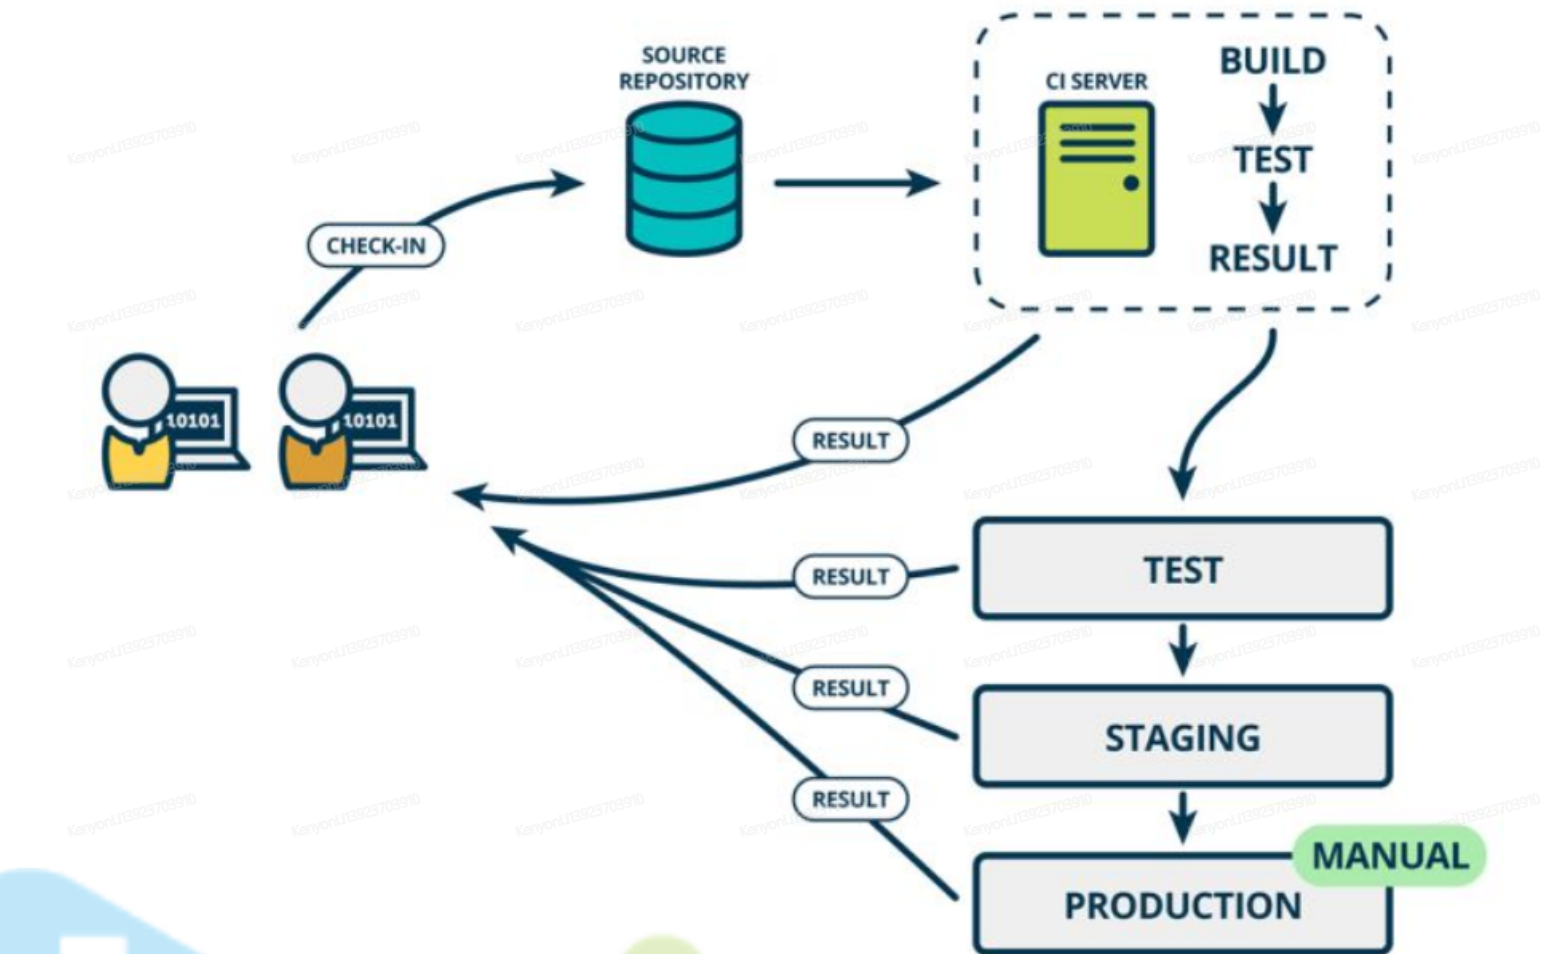 SOURCE
REPOSITORY
CI SERVER
BUILD
TEST
RESULT
CHECK-IN
10101
10101
RESULT
RESULT
RESULT
RESULT
TEST
STAGING
MANUAL
PRODUCTION